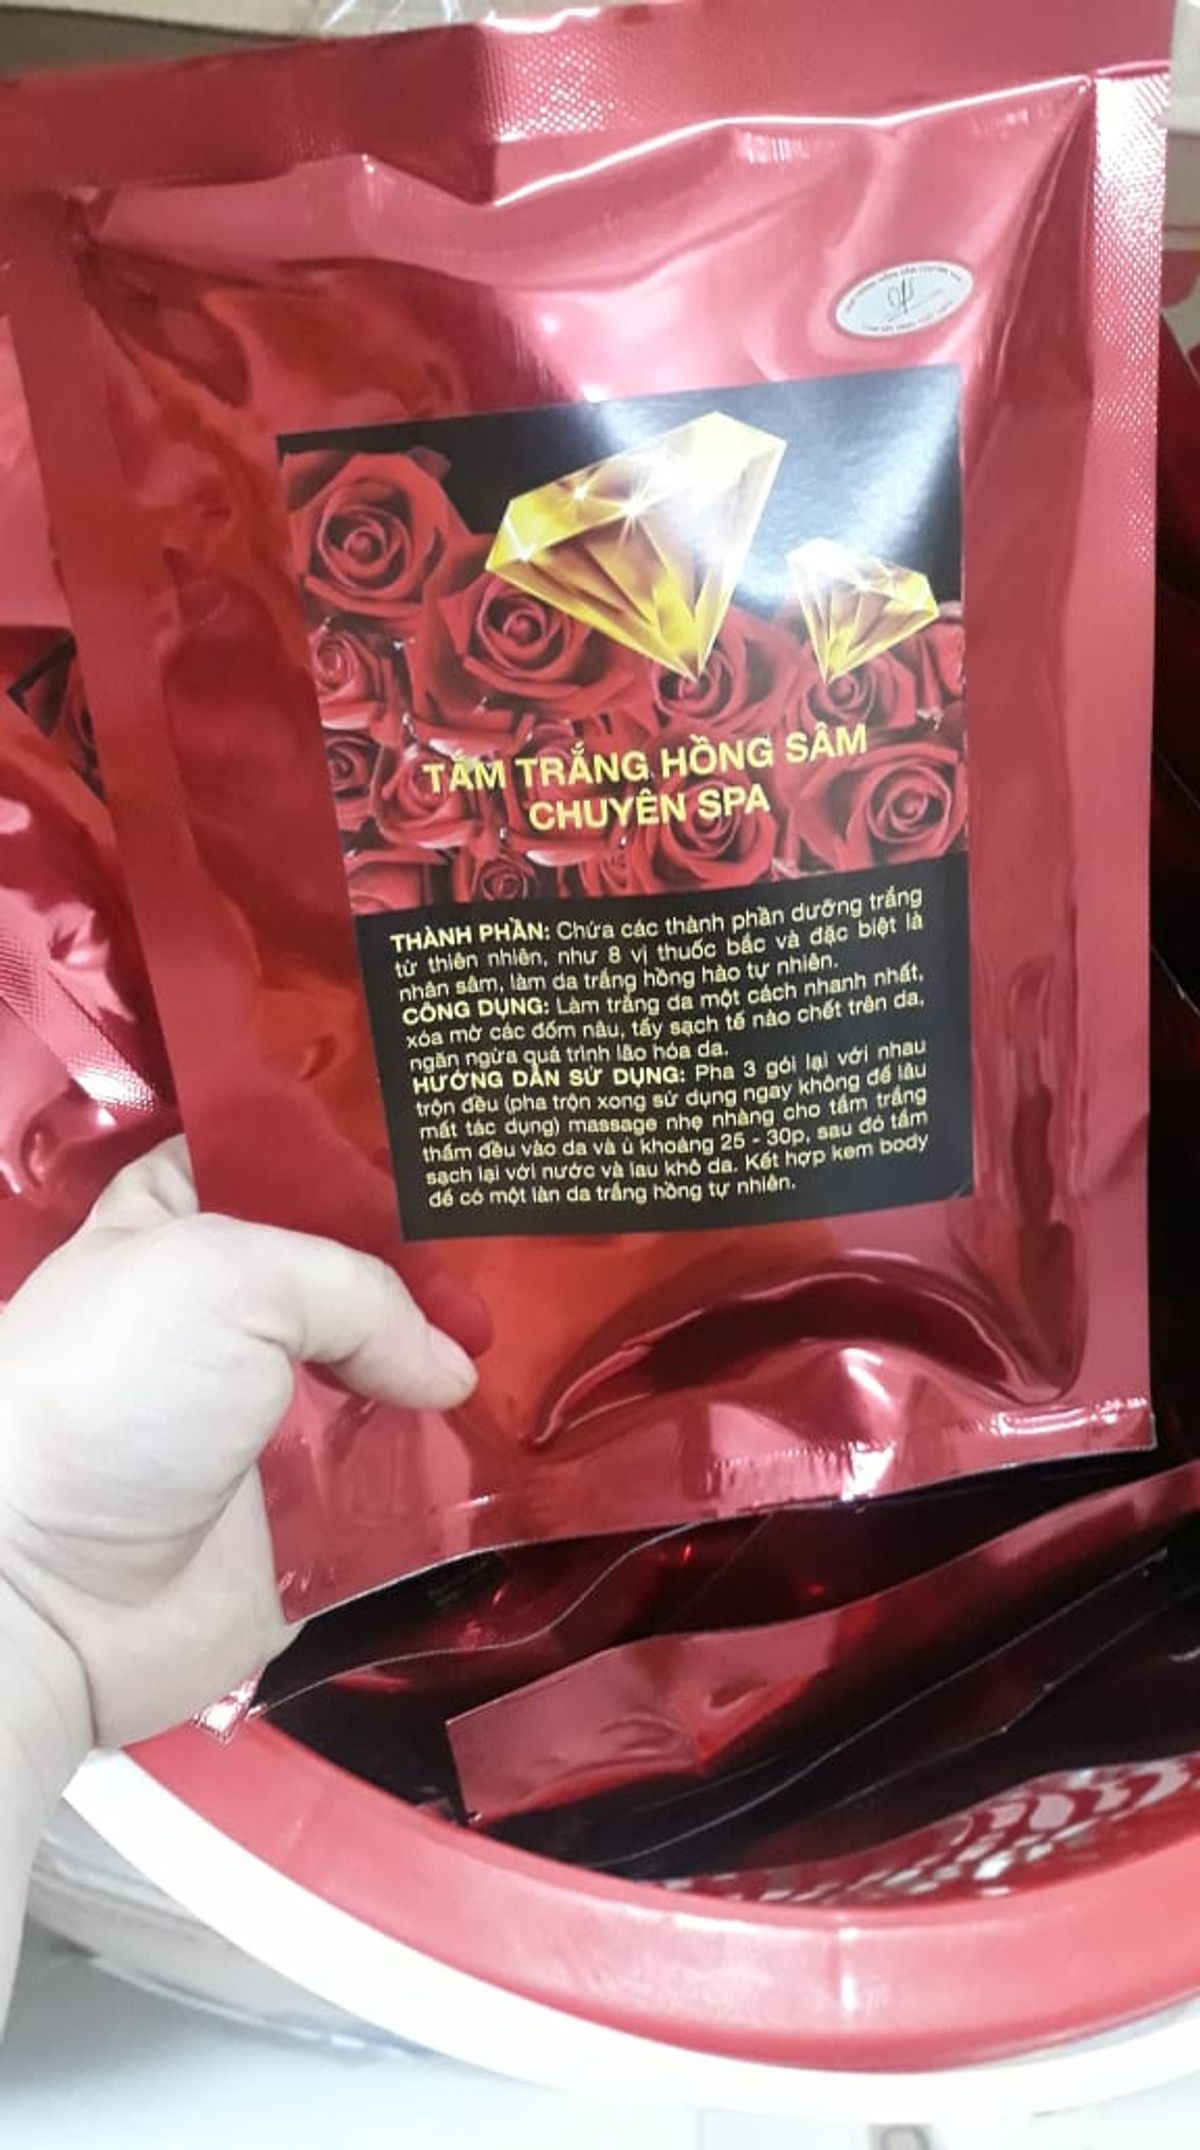 TẮM TRẮNG HỒNG SÂM
CHUYÊN SPA
THÀNH PHẦN: Chứa các thành phần dưỡng trắng
từ thiên nhiên, như 8 vị thuốc bắc và đặc biệt là
nhân sâm, làm da trắng hồng hào tự nhiên.
CÔNG DỤNG: Làm trắng da một cách nhanh nhất,
xóa mờ các đốm nâu, tẩy sạch tế nào chết trên da,
ngăn ngừa quá trình lão hóa da.
HƯỚNG DẪN SỬ DỤNG: Pha 3 gói lại với nhau
trộn đều (pha trộn xong sử dụng ngay không để lâu
mất tác dụng) massage nhẹ nhàng cho tắm trắng
thấm đều vào da và ủ khoảng 25 - 30p, sau đó tắm
sạch lại với nước và lau khô da. Kết hợp kem body
để có một làn da trắng hồng tự nhiên.